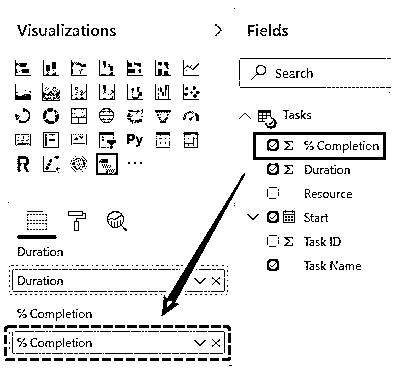 Visualizations
Fields
Search
Tasks
% Completion
Duration
Resource
Start
Task ID
Task Name
Py
R
Duration
Duration
% Completion
% Completion